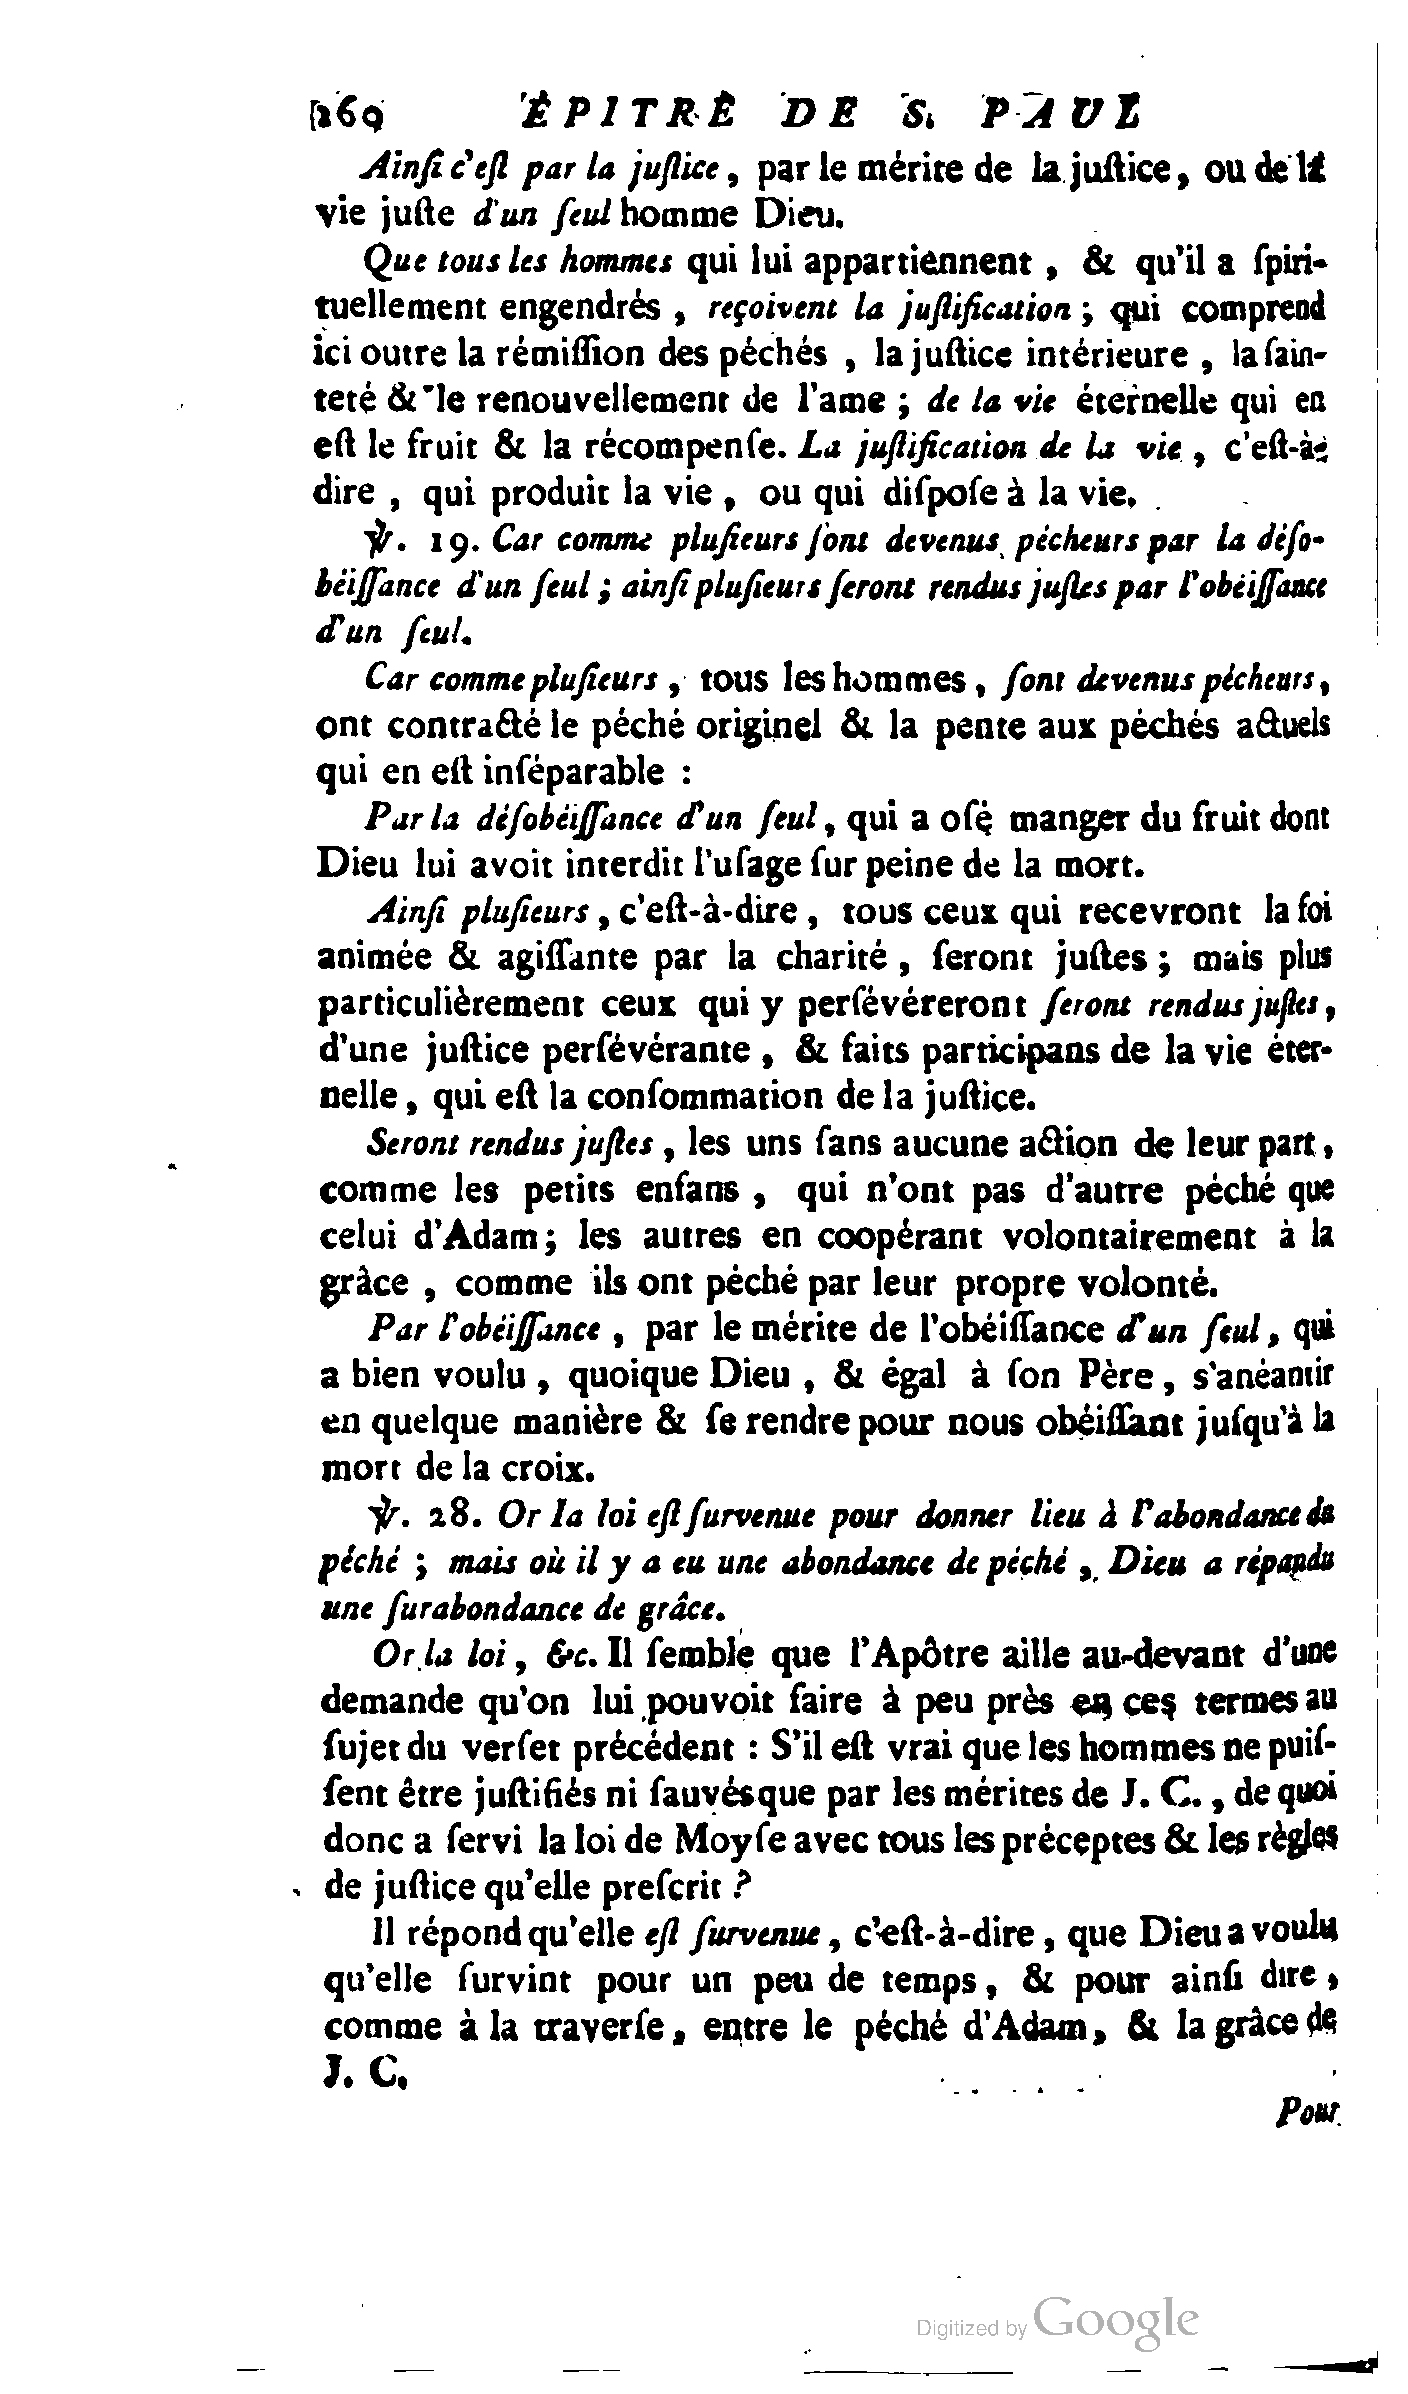 169 ÉPITRE DE S. PAUL
Ainſi c'eſt par la juſtice, par le mérite de la juſtice, ou de la
vie juſte d'un ſeul homme Dieu.
Que tous les hommes qui lui appartiennent, & qu'il a ſpiri-
tuellement engendrés, reçoivent la juſtification; qui comprend
ici outre la rémiſſion des péchés, la juſtice intérieure, la ſain-
teté & le renouvellement de l'ame; de la vie éternelle qui en
eſt le fruit & la récompenſe. La juſtification de la vie, c'eſt-à-
dire, qui produit la vie, ou qui diſpoſe à la vie.
℣. 19. Car comme pluſieurs ſont devenus pécheurs par la déſo-
béiſſance d'un ſeul; ainſi pluſieurs ſeront rendus juſtes par l'obéiſſance
d'un ſeul.
Car comme pluſieurs, tous les hommes, ſont devenus pécheurs,
ont contracté le péché originel & la pente aux péchés actuels
qui en eſt inſéparable :
Par la déſobéiſſance d'un ſeul, qui a oſé manger du fruit dont
Dieu lui avoit interdit l'uſage ſur peine de la mort.
Ainſi pluſieurs, c'eſt-à-dire, tous ceux qui recevront la foi
animée & agiſſante par la charité, ſeront juſtes; mais plus
particulièrement ceux qui y perſévéreront ſeront rendus juſtes,
d'une juſtice perſévérante, & faits participans de la vie éter-
nelle, qui eſt la conſommation de la juſtice.
Seront rendus juſtes, les uns ſans aucune action de leur part,
comme les petits enfans, qui n'ont pas d'autre péché que
celui d'Adam; les autres en coopérant volontairement à la
grâce, comme ils ont péché par leur propre volonté.
Par l'obéiſſance, par le mérite de l'obéiſſance d'un ſeul, qui
a bien voulu, quoique Dieu, & égal à ſon Père, s'anéantir
en quelque manière & ſe rendre pour nous obéiſſant juſqu'à la
mort de la croix.
℣. 28. Or la loi eſt ſurvenue pour donner lieu à l'abondance du
péché; mais où il y a eu une abondance de péché, Dieu a répandu
une ſurabondance de grâce.
Or la loi, &c. Il ſemble que l'Apôtre aille au-devant d'une
demande qu'on lui pouvoit faire à peu près en ces termes au
ſujet du verſet précédent : S'il eſt vrai que les hommes ne puiſ-
ſent être juſtifiés ni ſauvés que par les mérites de J. C., de quoi
donc a ſervi la loi de Moyſe avec tous les préceptes & les règles
de juſtice qu'elle preſcrit ?
Il répond qu'elle eſt ſurvenue, c'eſt-à-dire, que Dieu a voulu
qu'elle ſurvint pour un peu de temps, & pour ainſi dire,
comme à la traverſe, entre le péché d'Adam, & la grâce de
J. C.
Pour
Digitized by Google